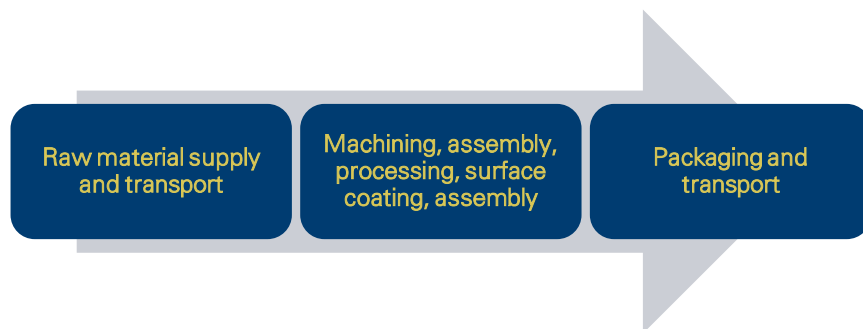 Raw material supply
and transport
Machining, assembly,
processing, surface
coating, assembly
Packaging and
transport